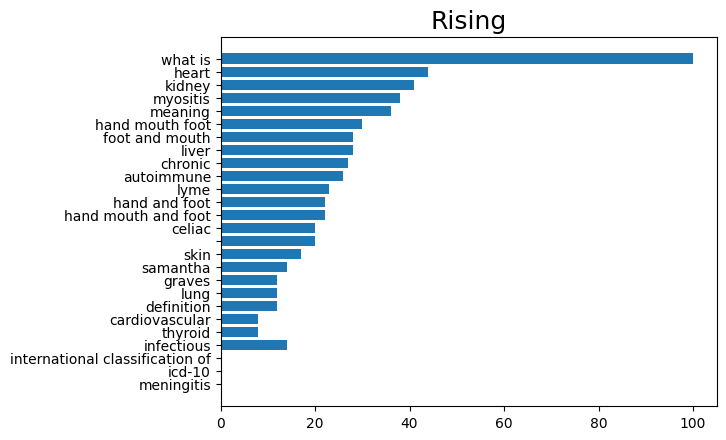 Rising
what is
heart
kidney
myositis
meaning
hand mouth foot
foot and mouth
liver
chronic
autoimmune
lyme
hand and foot
hand mouth and foot
celiac
skin
samantha
graves
lung
definition
cardiovascular
thyroid
infectious
international classification of
icd-10
meningitis
0 20 40 60 80 100